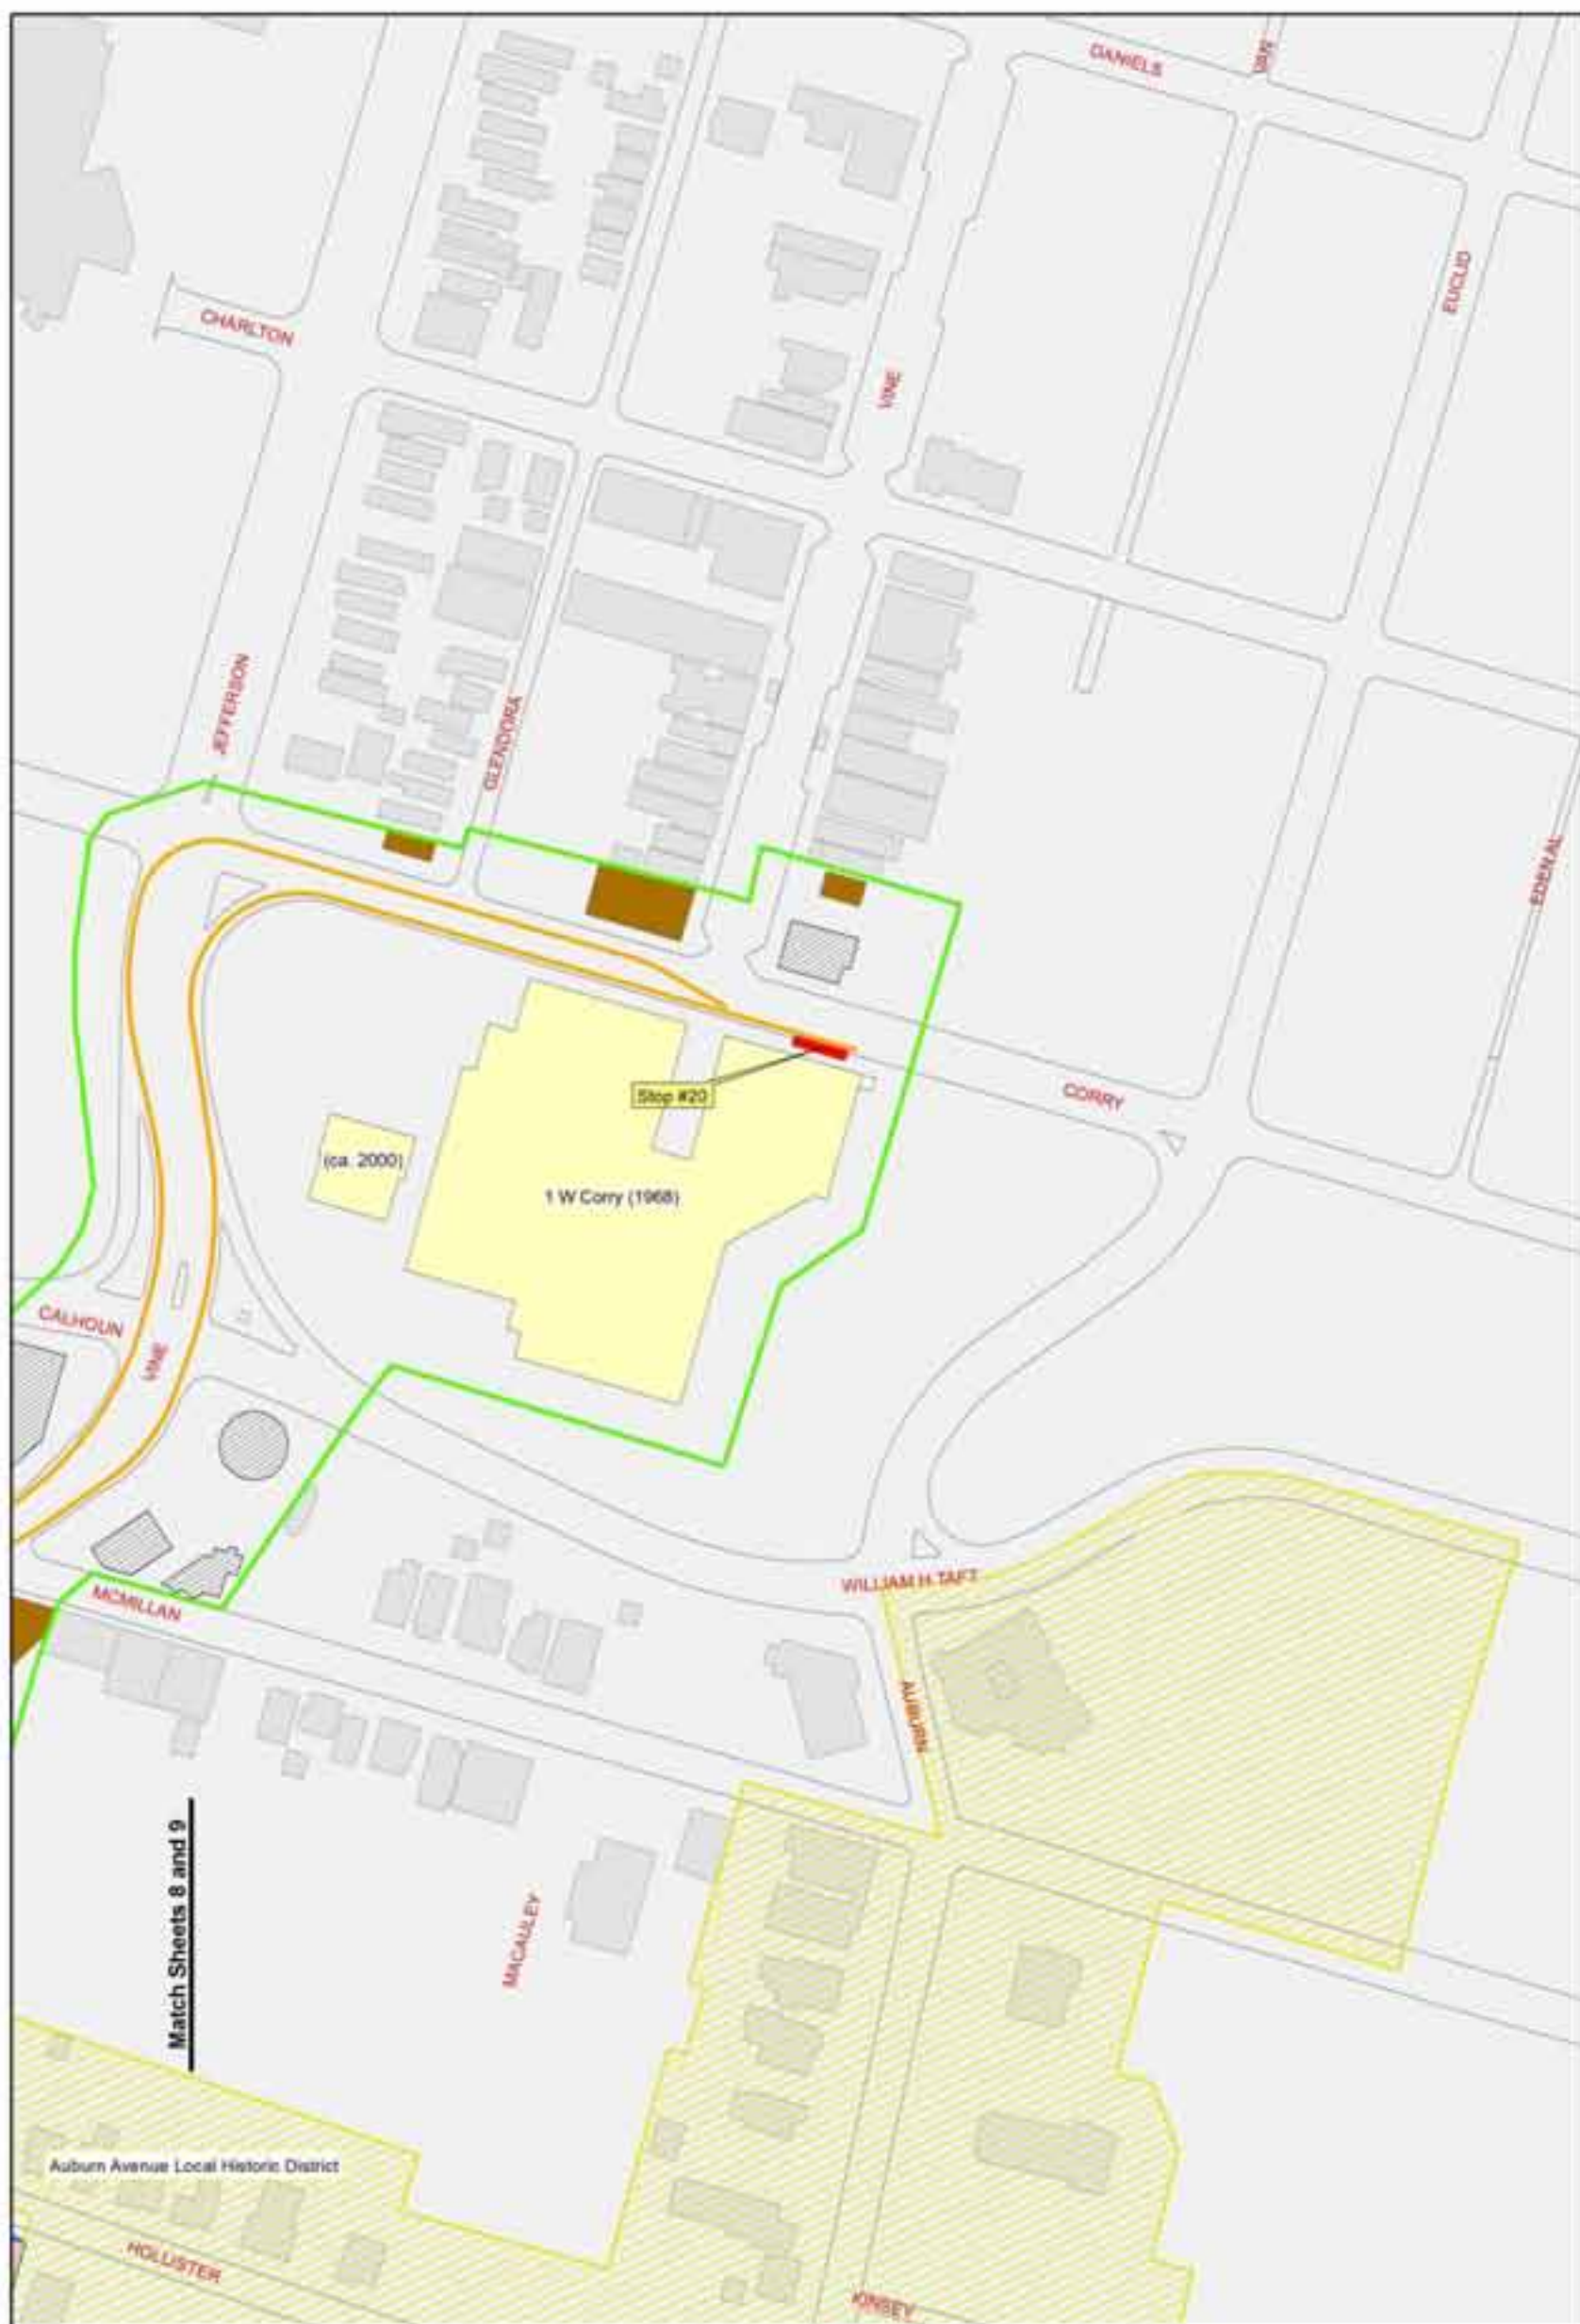 DANIELS
VAN
EUCLID
CHARLTON
VINE
JEFFERSON
GLENDORA
EDEN AL
CORRY
Stop #20
(ca. 2000)
1 W Corry (1968)
CALHOUN
VINE
WILLIAM H TAFT
MCMILLAN
AUBURN
Match Sheets 8 and 9
MACAULEY
Auburn Avenue Local Historic District
HOLLISTER
KINSEY